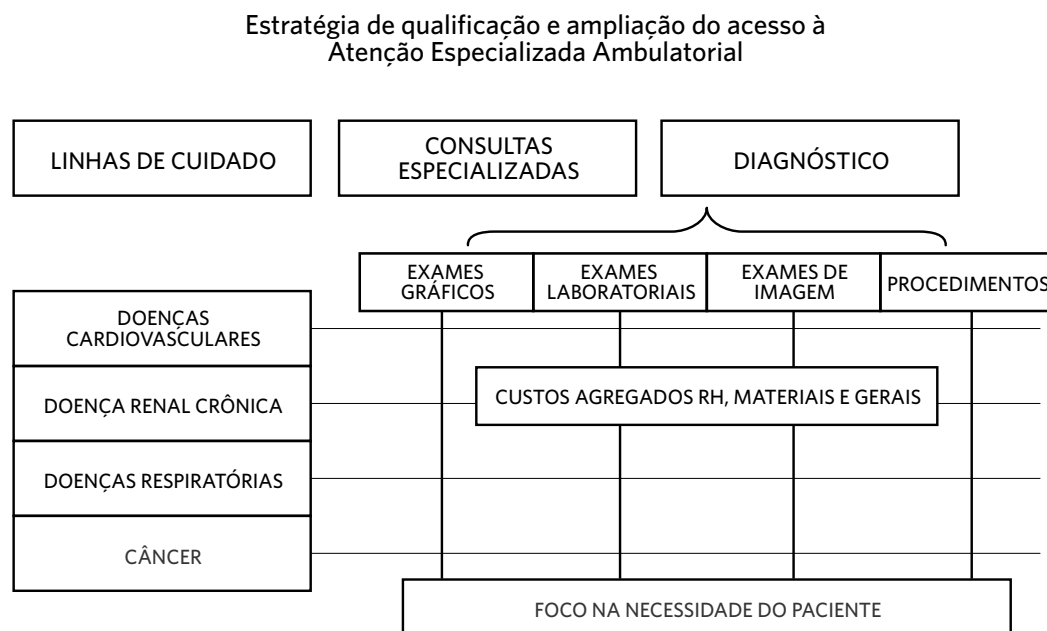 Estratégia de qualificação e ampliação do acesso à
Atenção Especializada Ambulatorial
LINHAS DE CUIDADO
CONSULTAS
ESPECIALIZADAS
DIAGNÓSTICO
EXAMES
GRÁFICOS
EXAMES
LABORATORIAIS
EXAMES DE
IMAGEM
PROCEDIMENTOS
DOENÇAS
CARDIOVASCULARES
DOENÇA RENAL CRÔNICA
CUSTOS AGREGADOS RH, MATERIAIS E GERAIS
DOENÇAS RESPIRATÓRIAS
CÂNCER
FOCO NA NECESSIDADE DO PACIENTE